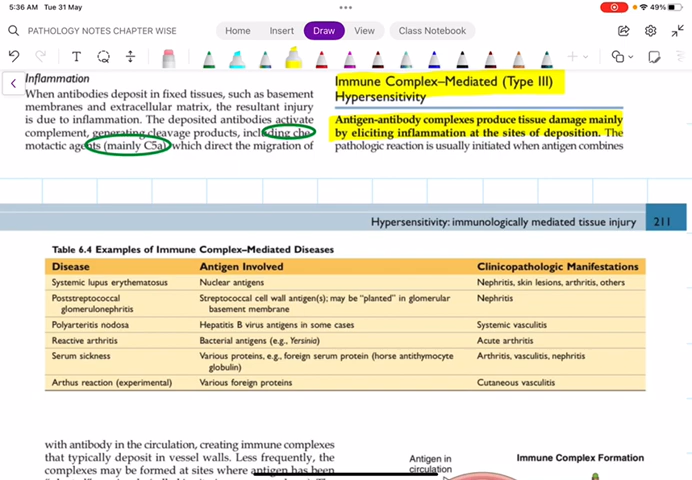 5:36 AM Tue 31 May
49%
PATHOLOGY NOTES CHAPTER WISE
Home Insert Draw View Class Notebook
Inflammation
When antibodies deposit in fixed tissues, such as basement
membranes and extracellular matrix, the resultant injury
is due to inflammation. The deposited antibodies activate
complement, generating cleavage products, including che-
motactic agents (mainly C5a), which direct the migration of
Immune Complex–Mediated (Type III)
Hypersensitivity
Antigen-antibody complexes produce tissue damage mainly
by eliciting inflammation at the sites of deposition. The
pathologic reaction is usually initiated when antigen combines
Hypersensitivity: immunologically mediated tissue injury 211
Table 6.4 Examples of Immune Complex–Mediated Diseases
Disease Antigen Involved Clinicopathologic Manifestations
Systemic lupus erythematosus Nuclear antigens Nephritis, skin lesions, arthritis, others
Poststreptococcal Streptococcal cell wall antigen(s); may be "planted" in glomerular Nephritis
glomerulonephritis basement membrane
Polyarteritis nodosa Hepatitis B virus antigens in some cases Systemic vasculitis
Reactive arthritis Bacterial antigens (e.g., Yersinia) Acute arthritis
Serum sickness Various proteins, e.g., foreign serum protein (horse antithymocyte Arthritis, vasculitis, nephritis
globulin)
Arthus reaction (experimental) Various foreign proteins Cutaneous vasculitis
with antibody in the circulation, creating immune complexes
that typically deposit in vessel walls. Less frequently, the
complexes may be formed at sites where antigen has been
Antigen in
circulation
Immune Complex Formation